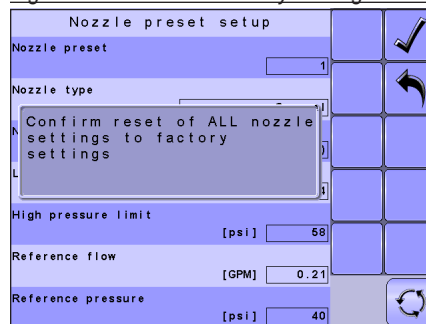 Nozzle preset setup
Nozzle preset
1
Nozzle type
Confirm reset of ALL nozzle
settings to factory
settings
High pressure limit
[psi] 58
Reference flow
[GPM] 0.21
Reference pressure
[psi] 40